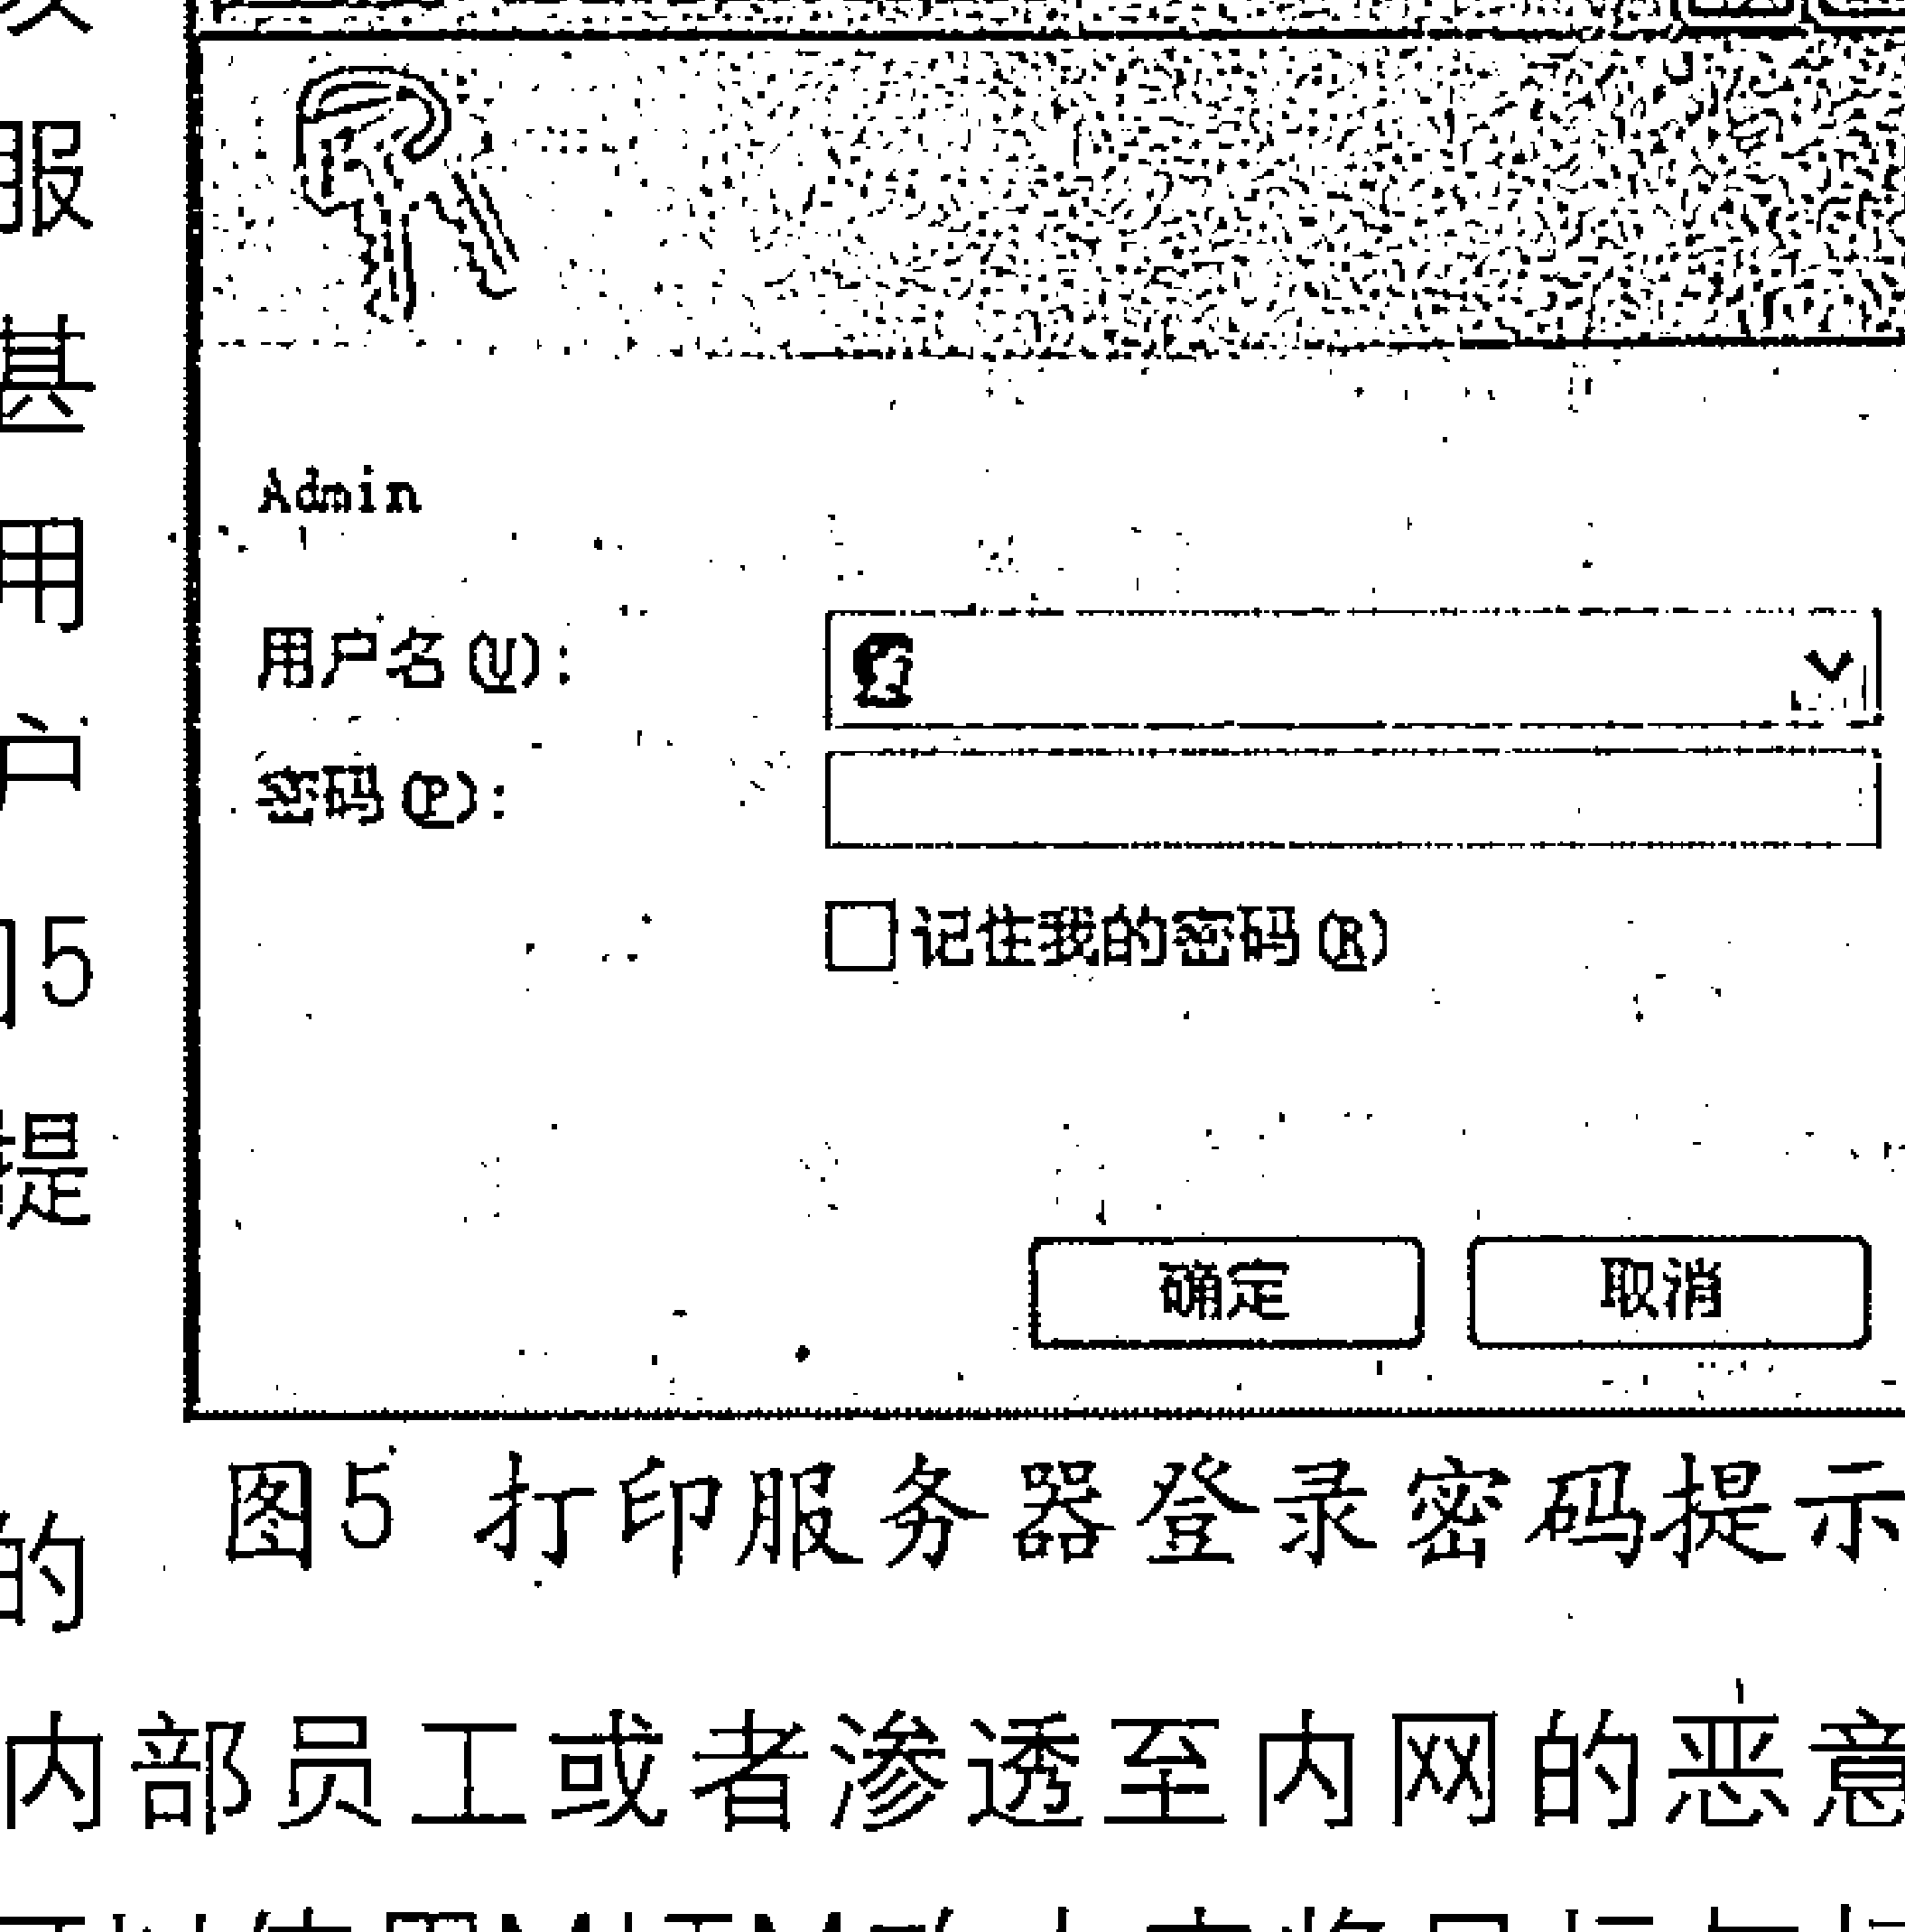 服
甚
用
户
5
提
的
Admin
用户名(U):
密码(P):
记住我的密码(R)
确定 取消
图5 打印服务器登录密码提示
内部员工或者渗透至内网的恶意